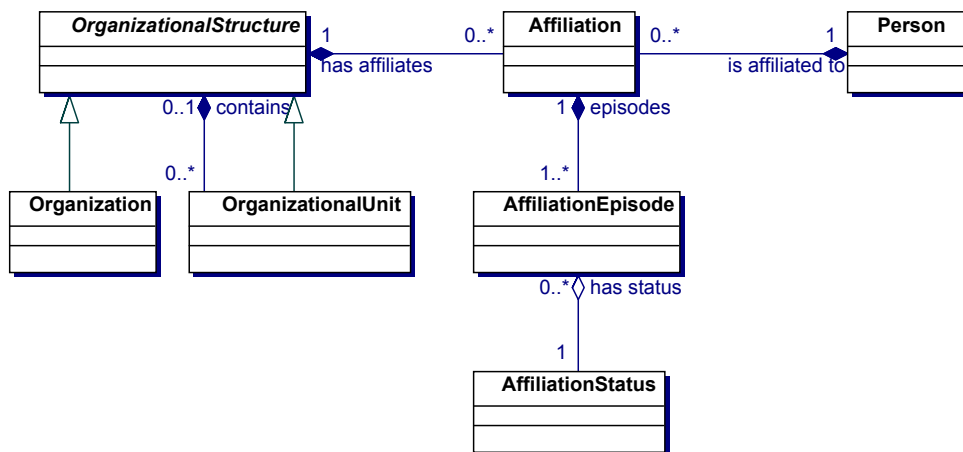 OrganizationalStructure
1
0..*
Affiliation
0..*
1
Person
has affiliates
is affiliated to
0..1
contains
1
episodes
0..*
1..*
Organization
OrganizationalUnit
AffiliationEpisode
0..*
has status
1
AffiliationStatus